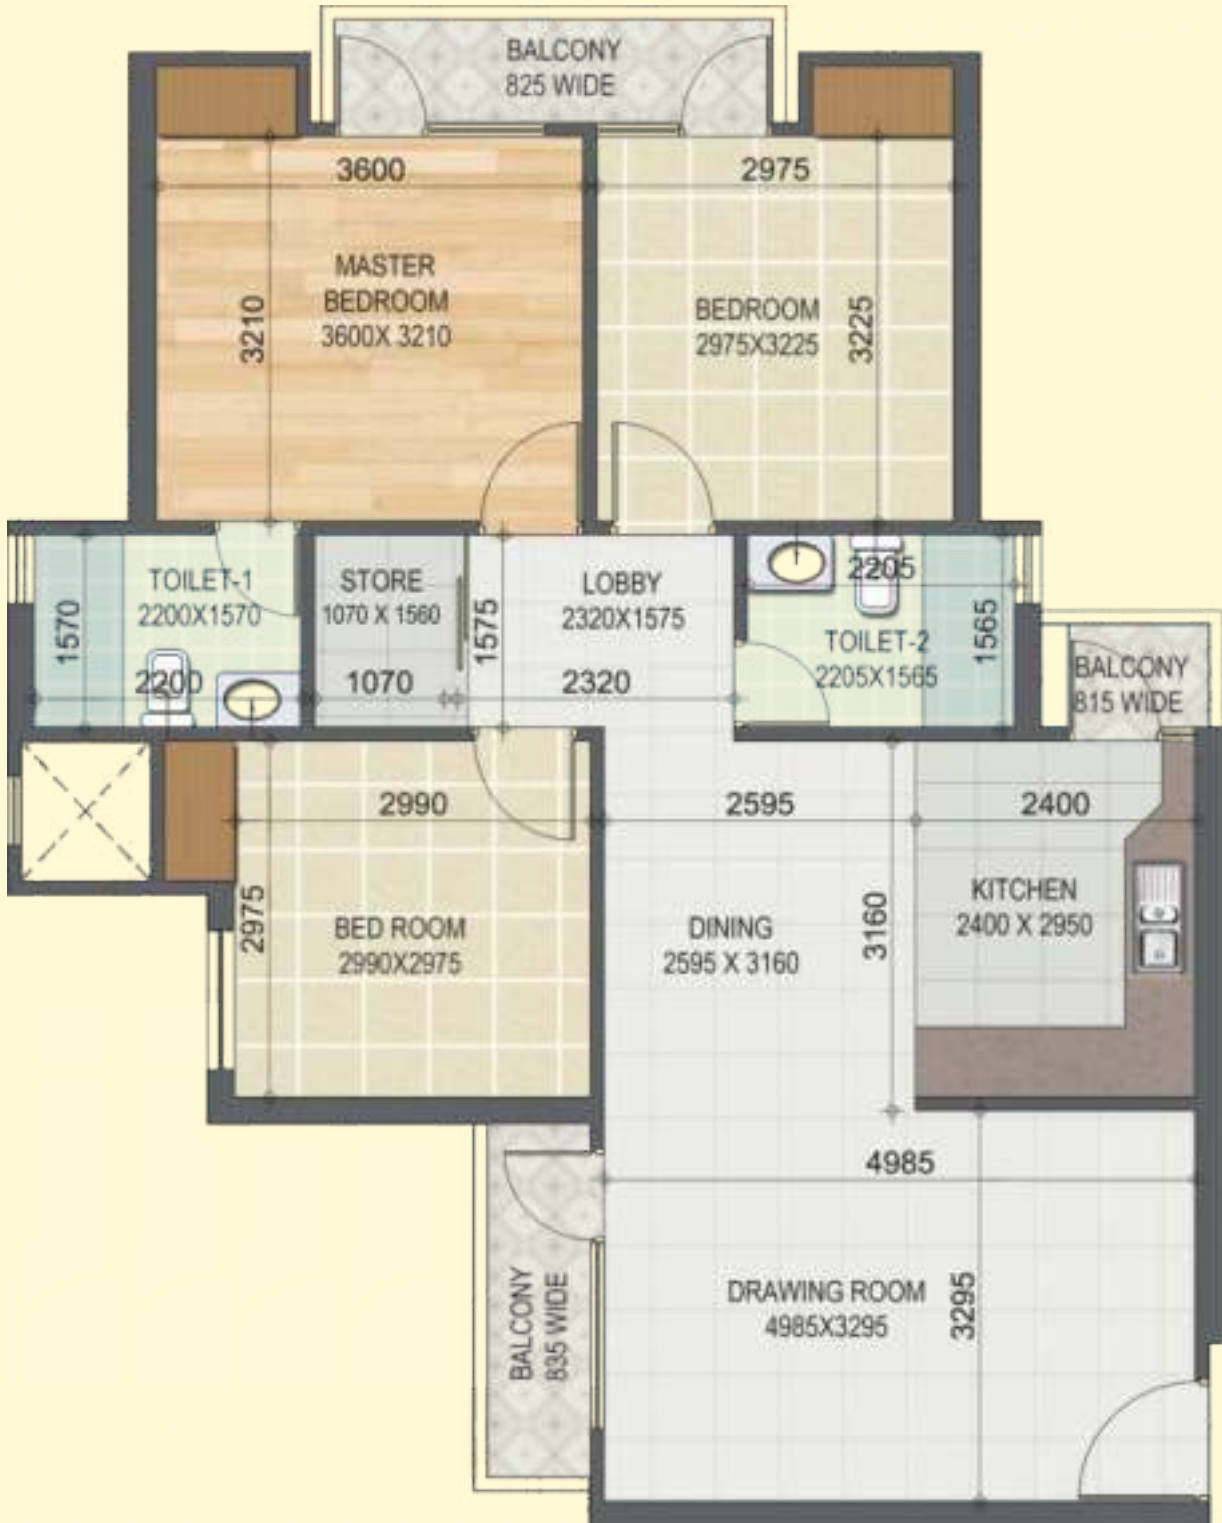 BALCONY
825 WIDE
3600
2975
MASTER
BEDROOM
3600X 3210
3210
BEDROOM
2975X3225
3225
TOILET-1
2200X1570
1570
2200
STORE
1070 X 1560
1070
1575
LOBBY
2320X1575
2320
2205
TOILET-2
2205X1565
1565
BALCONY
815 WIDE
2990
2975
BED ROOM
2990X2975
2595
DINING
2595 X 3160
3160
2400
KITCHEN
2400 X 2950
4985
BALCONY
835 WIDE
DRAWING ROOM
4985X3295
3295